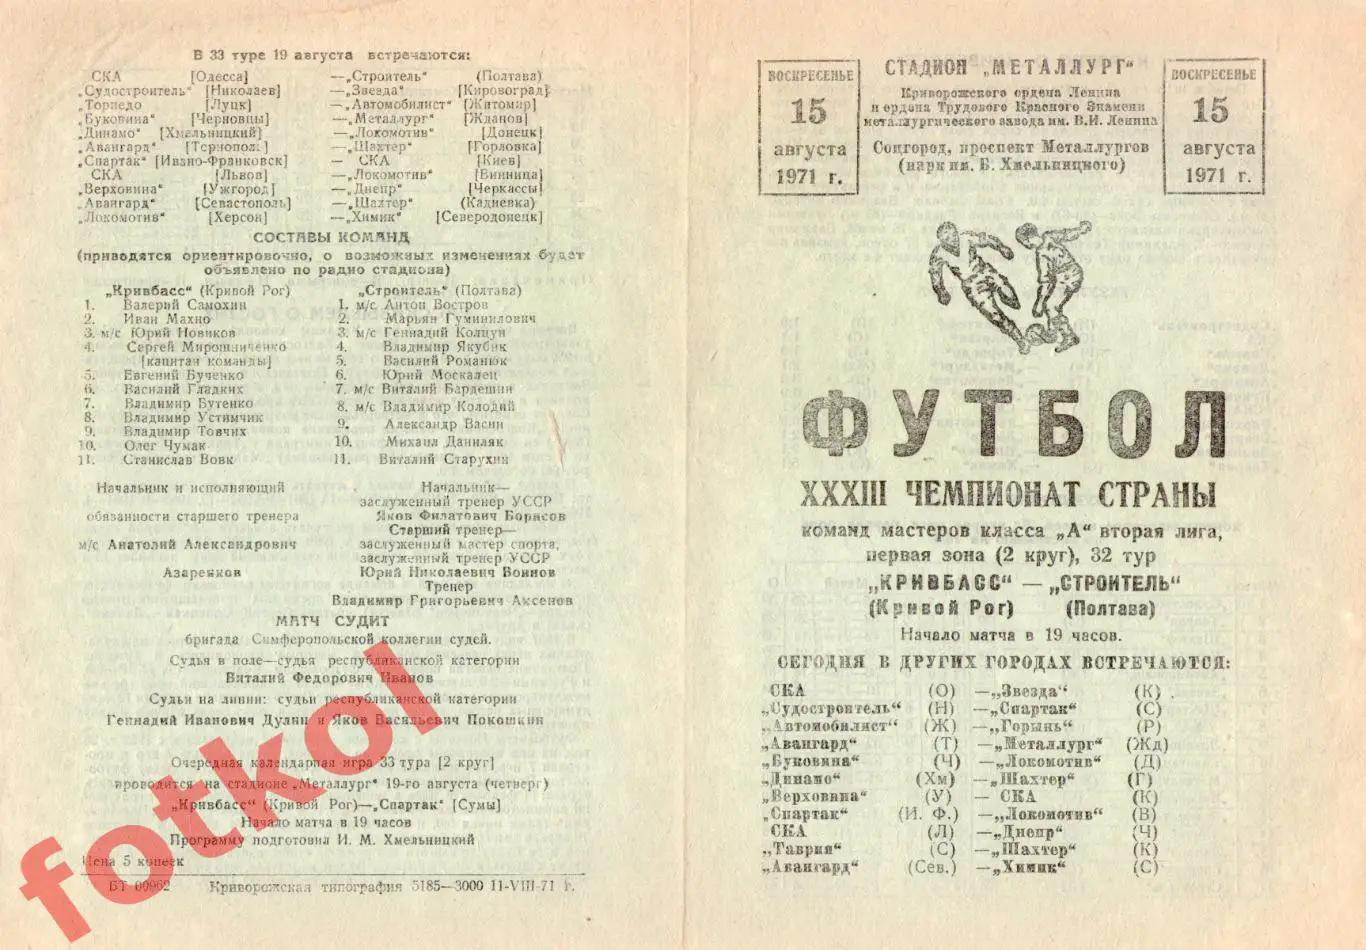 В 33 туре 19 августа встречаются:
СКА [Одесса] —„Строитель“ (Полтава)
„Судостроитель“ [Николаев] —„Звезда“ [Кировоград]
„Торпедо [Луцк] —„Автомобилист“ [Житомир]
„Буковина“ [Черновцы] —„Металлург“ [Жданов]
„Динамо“ [Хмельницкий] —„Локомотив“ [Донецк]
„Авангард“ [Тернополь] —„Шахтер“ [Горловка]
„Спартак“ [Ивано-Франковск] — СКА [Киев]
СКА [Львов] —„Локомотив“ [Винница]
„Верховина“ [Ужгород] —„Днепр“ [Черкассы]
„Авангард“ [Севастополь] —„Шахтер“ (Кадиевка)
„Локомотив“ [Херсон] —„Химик“ [Северодонецк]
СОСТАВЫ КОМАНД
(приводятся ориентировочно, о возможных изменениях будет
объявлено по радио стадиона)
„Кривбасс“ (Кривой Рог)
1. Валерий Самохин
2. Иван Махно
3. м/с Юрий Новиков
4. Сергей Мирошниченко
[капитан команды]
5. Евгений Бученко
6. Василий Гладких
7. Владимир Бутенко
8. Владимир Устимчик
9. Владимир Товчих
10. Олег Чумак
11. Станислав Вовк
„Строитель“ (Полтава)
1. м/с Антон Востров
2. Марьян Гуминилович
3. м/с Геннадий Колцун
4. Владимир Якубик
5. Василий Романюк
6. Юрий Москалец
7. м/с Виталий Бардешин
8. м/с Владимир Колодий
9. Александр Васин
10. Михаил Даниляк
11. Виталий Старухин
Начальник и исполняющий
обязанности старшего тренера
м/с Анатолий Александрович
Азаренков
Начальник—
заслуженный тренер УССР
Яков Филатович Борисов
Старший тренер—
заслуженный мастер спорта,
заслуженный тренер УССР
Юрий Николаевич Воинов
Тренер
Владимир Григорьевич Аксенов
МАТЧ СУДИТ
бригада Симферопольской коллегии судей.
Судья в поле—судья республиканской категории
Виталий Федорович Иванов
Судьи на линии: судьи республиканской категории
Геннадий Иванович Дулин и Яков Васильевич Покошкин
Очередная календарная игра 33 тура [2 круг]
проводится на стадионе „Металлург“ 19-го августа (четверг)
„Кривбасс“ (Кривой Рог)—„Спартак“ [Сумы]
Начало матча в 19 часов
Программу подготовил И. М. Хмельницкий
Цена 5 копеек
БТ 00962 Криворожская типография 5185—3000 11-VIII-71 г.
fotkol
ВОСКРЕСЕНЬЕ
15
августа
1971 г.
СТАДИОН „МЕТАЛЛУРГ“
Криворожского ордена Ленина
и ордена Трудового Красного Знамени
металлургического завода им. В.И. Ленина
Соцгород, проспект Металлургов
(парк им. Б. Хмельницкого)
ВОСКРЕСЕНЬЕ
15
августа
1971 г.
ФУТБОЛ
XXXIII ЧЕМПИОНАТ СТРАНЫ
команд мастеров класса „А“ вторая лига,
первая зона (2 круг), 32 тур
„КРИВБАСС“ — „СТРОИТЕЛЬ“
(Кривой Рог) (Полтава)
Начало матча в 19 часов.
СЕГОДНЯ В ДРУГИХ ГОРОДАХ ВСТРЕЧАЮТСЯ:
СКА (О) —„Звезда“ (К)
„Судостроитель“ (Н) —„Спартак“ (С)
„Автомобилист“ (Ж) —„Горынь“ (Р)
„Авангард“ (Т) —„Металлург“ (Жд)
„Буковина“ (Ч) —„Локомотив“ (Д)
„Динамо“ (Хм) —„Шахтер“ (Г)
„Верховина“ (У) — СКА (К)
„Спартак“ (И. Ф.) —„Локомотив“ (В)
СКА (Л) —„Днепр“ (Ч)
„Таврия“ (С) —„Шахтер“ (К)
„Авангард“ (Сев.) —„Химик“ (С)